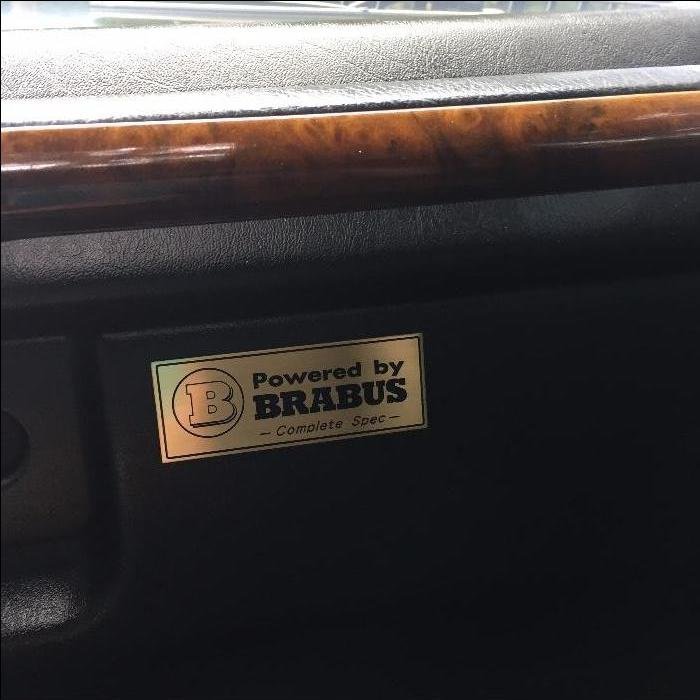 B
Powered by
BRABUS
– Complete Spec –